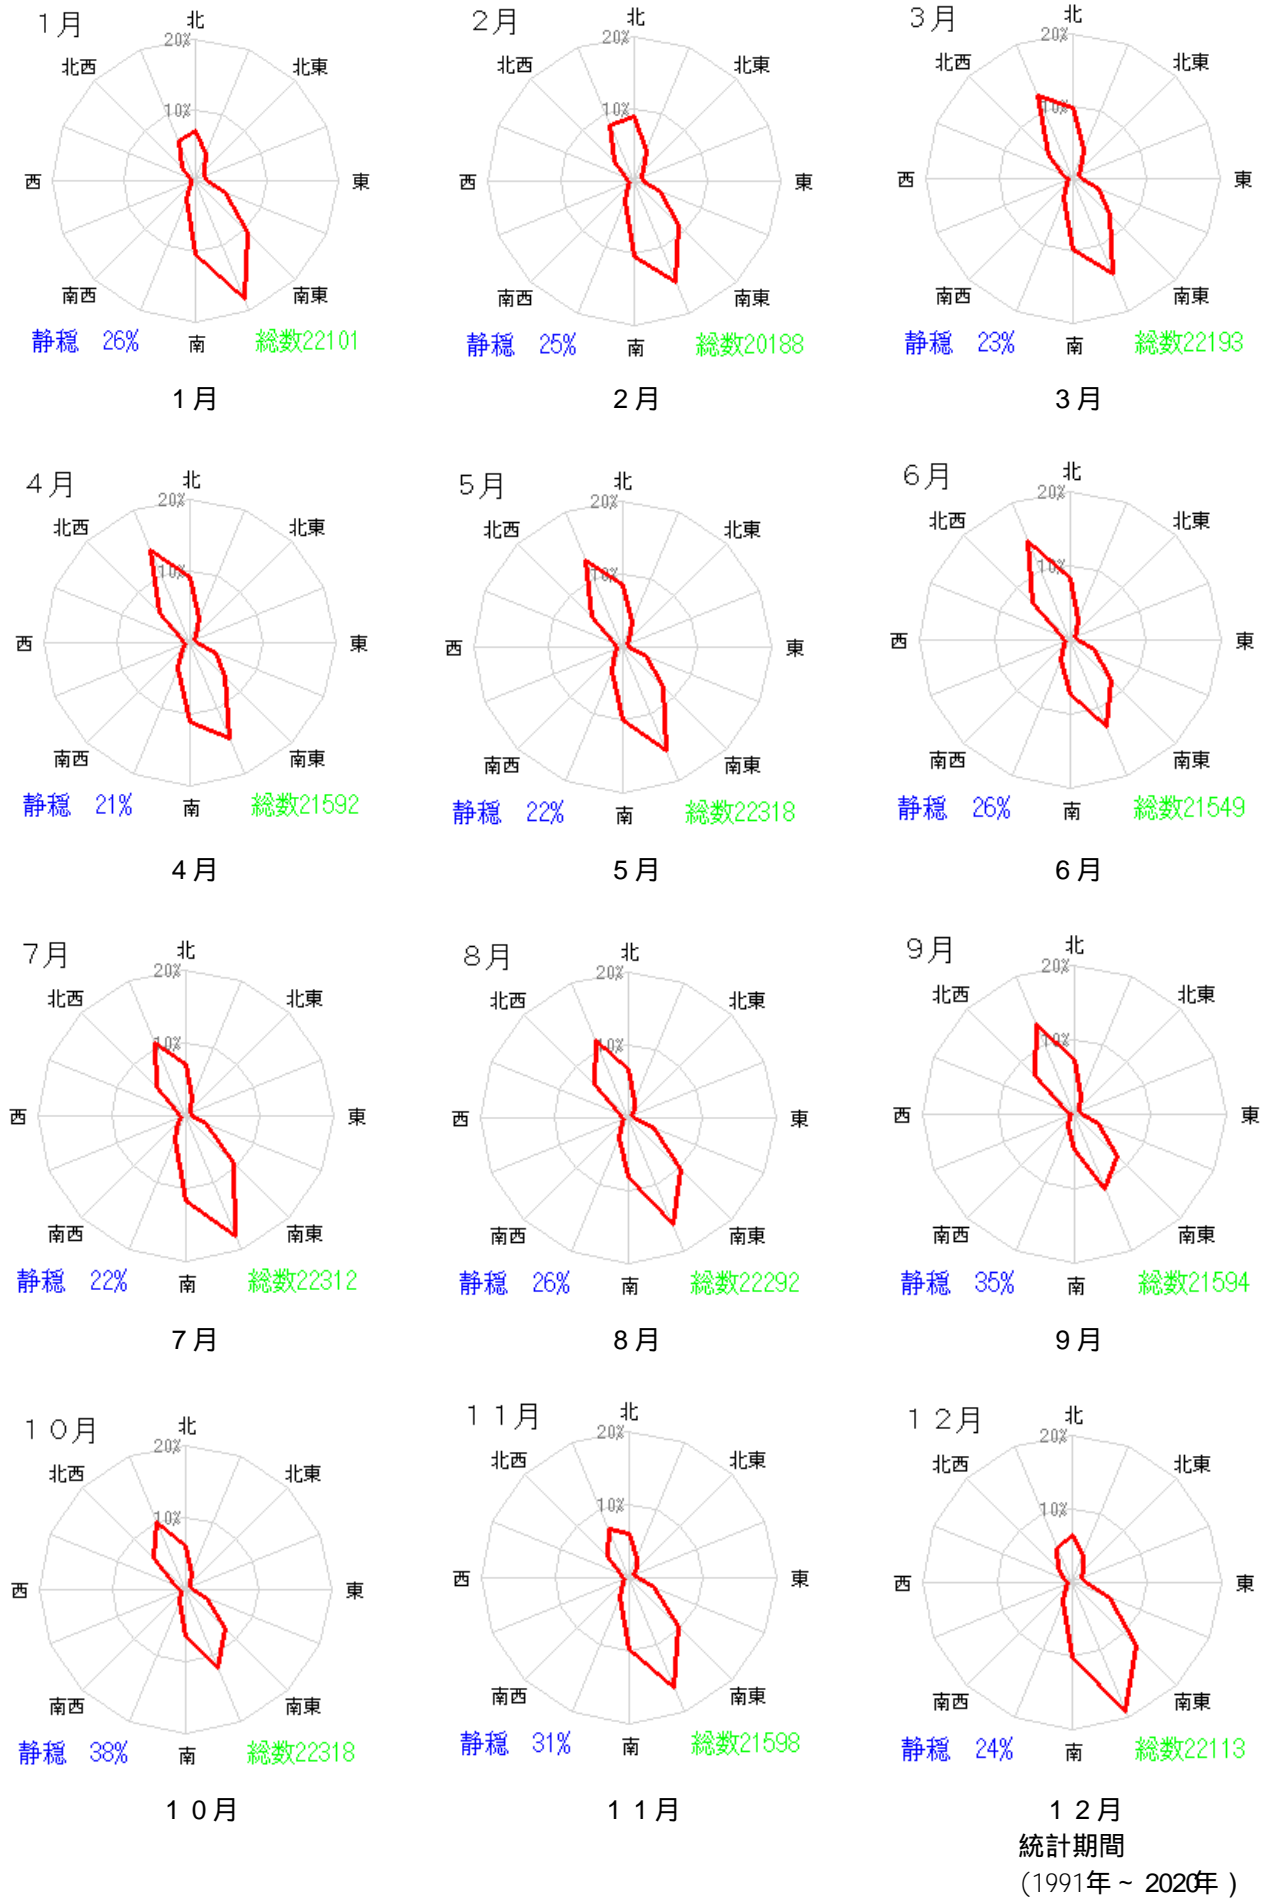 1月 北 20% 10% 北西 北東 西 東 南西 南東 南 静穏 26% 総数22101
1月
2月 北 20% 10% 北西 北東 西 東 南西 南東 南 静穏 25% 総数20188
2月
3月 北 20% 10% 北西 北東 西 東 南西 南東 南 静穏 23% 総数22193
3月
4月 北 20% 10% 北西 北東 西 東 南西 南東 南 静穏 21% 総数21592
4月
5月 北 20% 10% 北西 北東 西 東 南西 南東 南 静穏 22% 総数22318
5月
6月 北 20% 10% 北西 北東 西 東 南西 南東 南 静穏 26% 総数21549
6月
7月 北 20% 10% 北西 北東 西 東 南西 南東 南 静穏 22% 総数22312
7月
8月 北 20% 10% 北西 北東 西 東 南西 南東 南 静穏 26% 総数22292
8月
9月 北 20% 10% 北西 北東 西 東 南西 南東 南 静穏 35% 総数21594
9月
10月 北 20% 10% 北西 北東 西 東 南西 南東 南 静穏 38% 総数22318
10月
11月 北 20% 10% 北西 北東 西 東 南西 南東 南 静穏 31% 総数21598
11月
12月 北 20% 10% 北西 北東 西 東 南西 南東 南 静穏 24% 総数22113
12月
統計期間
(1991年~2020年)